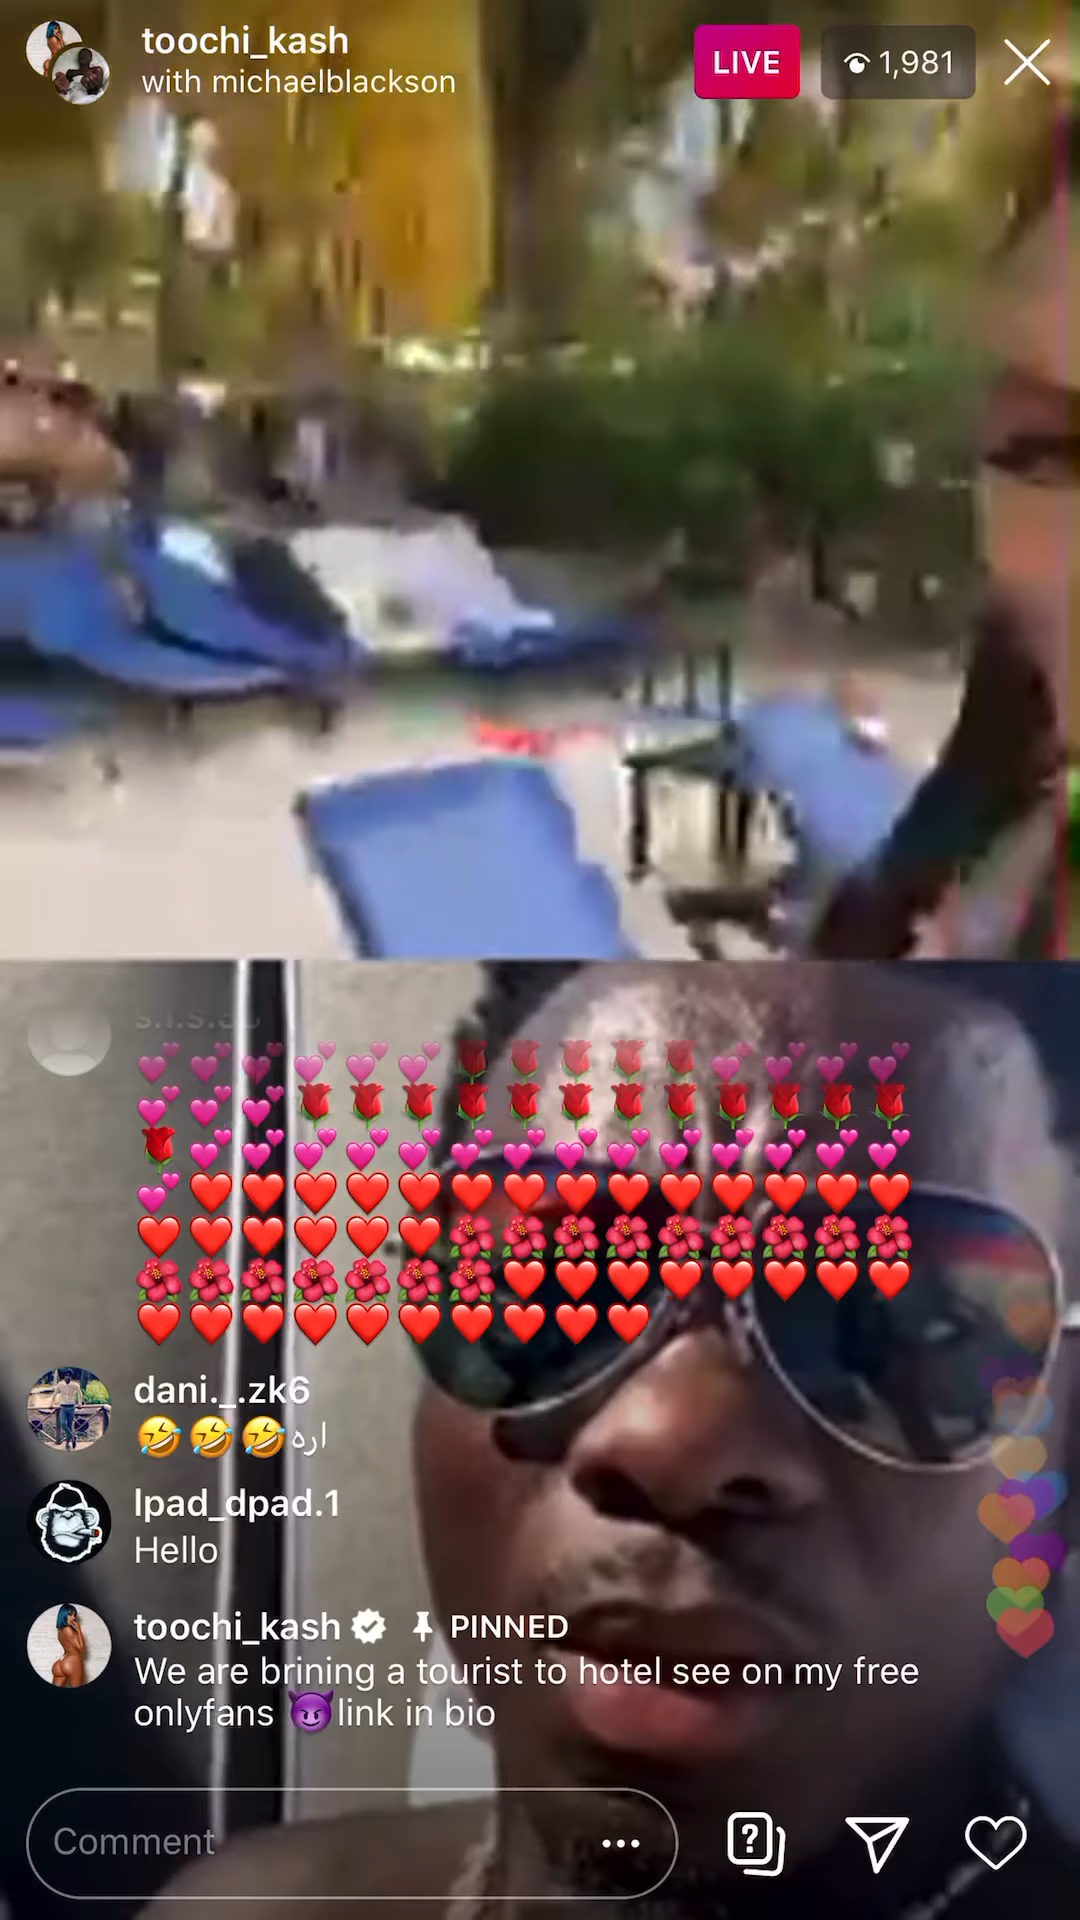 toochi_kash
with michaelblackson
LIVE
1,981
dani._.zk6
🤣🤣🤣اره
lpad_dpad.1
Hello
toochi_kash PINNED
We are brining a tourist to hotel see on my free
onlyfans 😈link in bio
Comment